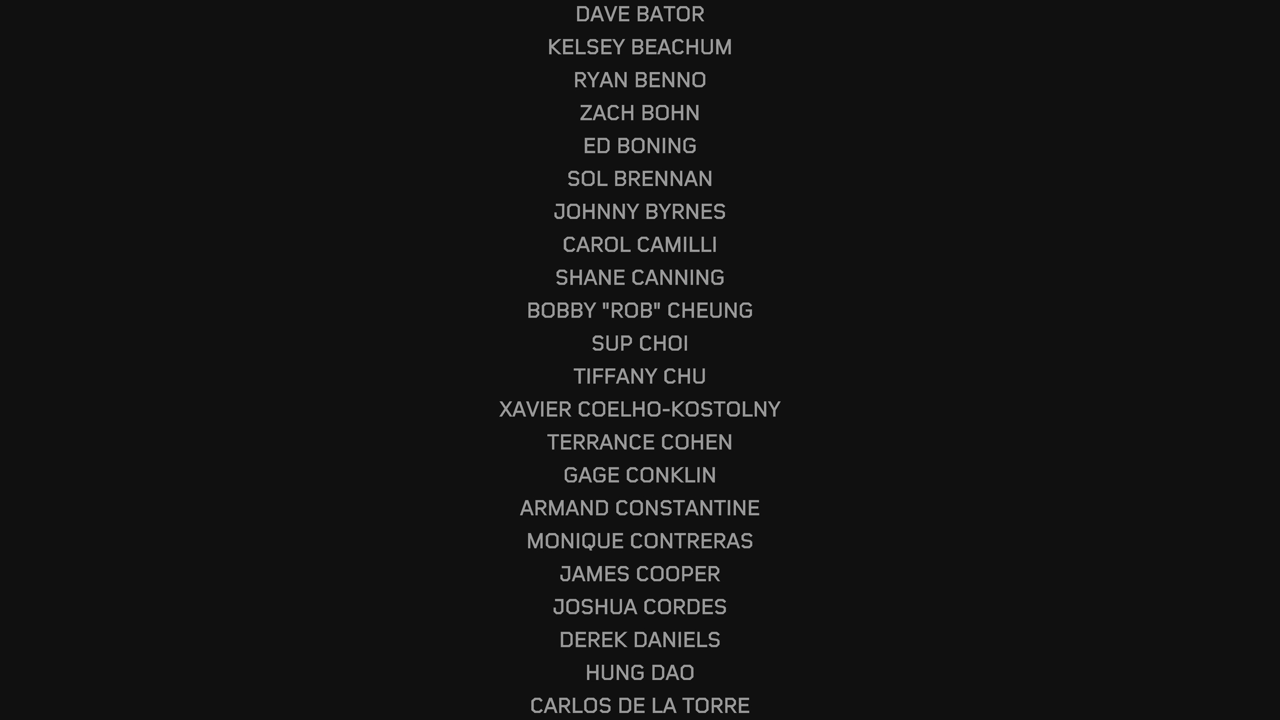 DAVE BATOR
KELSEY BEACHUM
RYAN BENNO
ZACH BOHN
ED BONING
SOL BRENNAN
JOHNNY BYRNES
CAROL CAMILLI
SHANE CANNING
BOBBY "ROB" CHEUNG
SUP CHOI
TIFFANY CHU
XAVIER COELHO-KOSTOLNY
TERRANCE COHEN
GAGE CONKLIN
ARMAND CONSTANTINE
MONIQUE CONTRERAS
JAMES COOPER
JOSHUA CORDES
DEREK DANIELS
HUNG DAO
CARLOS DE LA TORRE